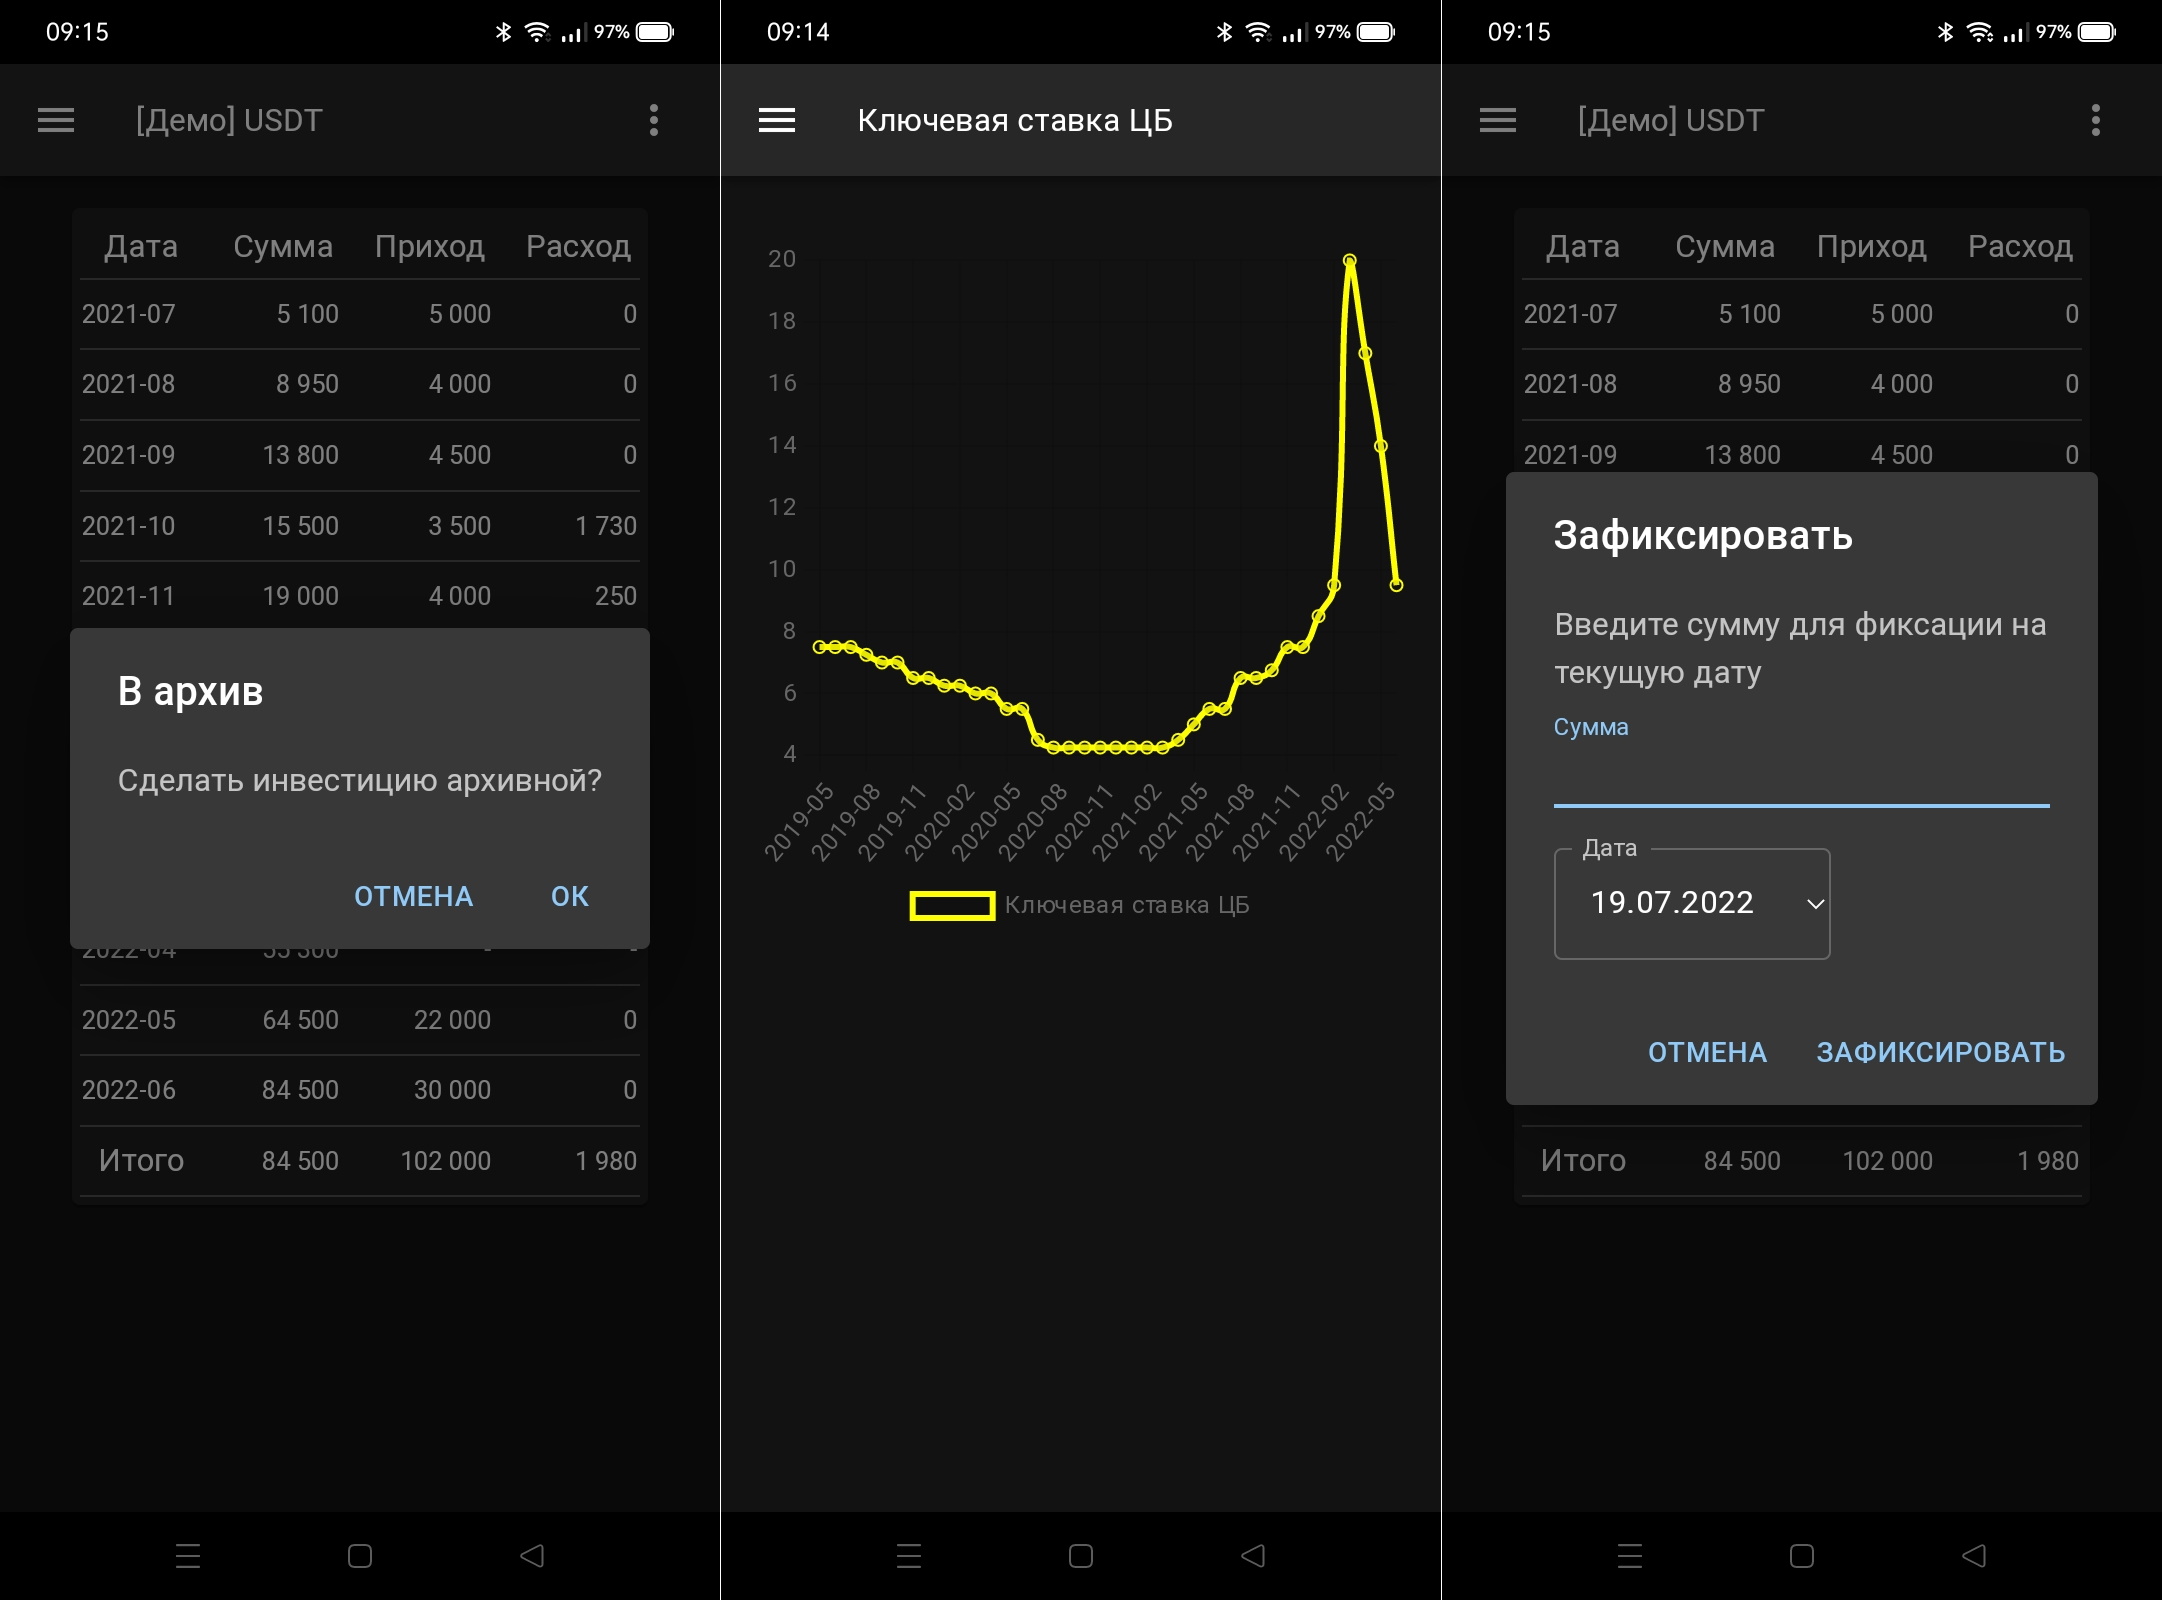 09:15
97%
[Демо] USDT
Дата Сумма Приход Расход
2021-07 5 100 5 000 0
2021-08 8 950 4 000 0
2021-09 13 800 4 500 0
2021-10 15 500 3 500 1 730
2021-11 19 000 4 000 250
В архив
Сделать инвестицию архивной?
ОТМЕНА ОК
2022-04 - -
2022-05 64 500 22 000 0
2022-06 84 500 30 000 0
Итого 84 500 102 000 1 980
09:14
97%
Ключевая ставка ЦБ
20
18
16
14
12
10
8
6
4
2019-05 2019-08 2019-11 2020-02 2020-05 2020-08 2020-11 2021-02 2021-05 2021-08 2021-11 2022-02 2022-05
Ключевая ставка ЦБ
09:15
97%
[Демо] USDT
Дата Сумма Приход Расход
2021-07 5 100 5 000 0
2021-08 8 950 4 000 0
2021-09 13 800 4 500 0
Зафиксировать
Введите сумму для фиксации на
текущую дату
Сумма
Дата
19.07.2022
ОТМЕНА ЗАФИКСИРОВАТЬ
Итого 84 500 102 000 1 980